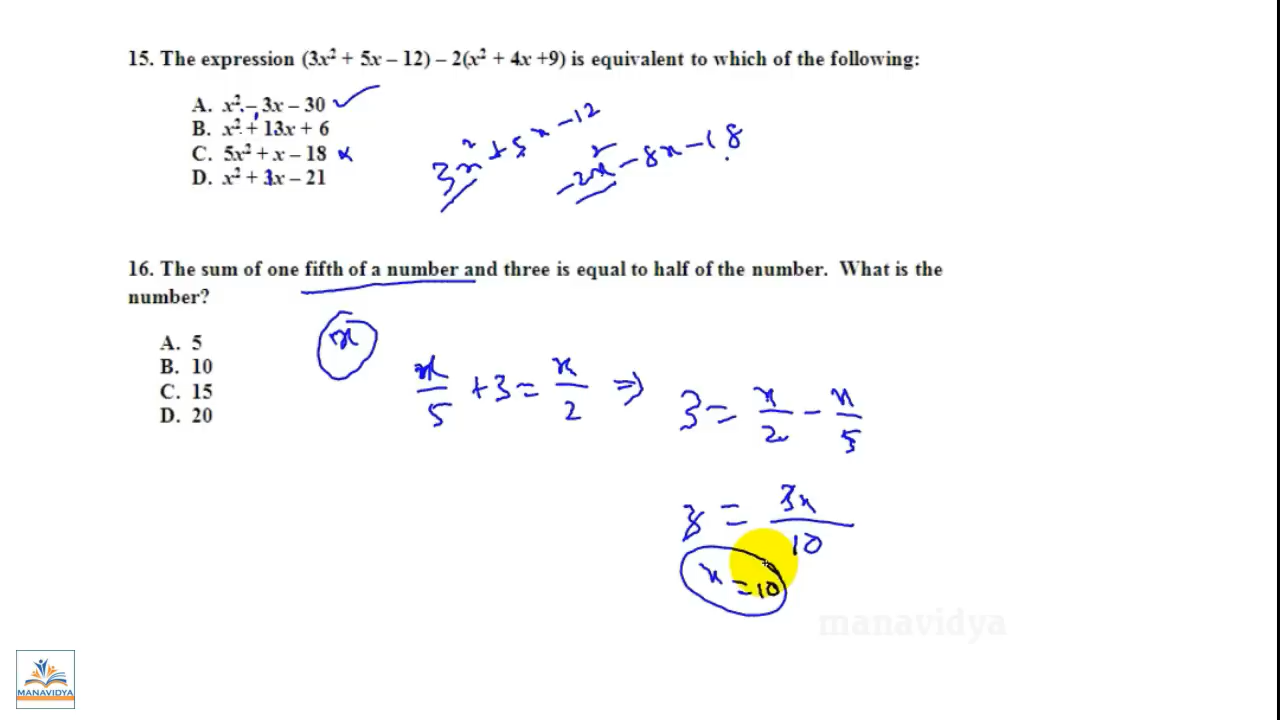 15. The expression (3x² + 5x – 12) – 2(x² + 4x +9) is equivalent to which of the following:
A. x² – 3x – 30 ✓
B. x² + 13x + 6
C. 5x² + x – 18 ×
D. x² + 3x – 21
3x² + 5x – 12
–2x² – 8x – 18
16. The sum of one fifth of a number and three is equal to half of the number. What is the
number?
A. 5
B. 10
C. 15
D. 20
x
x/5 + 3 = x/2 ⇒ 3 = x/2 – x/5
3 = 3x/10
x = 10
manavidya
MANAVIDYA